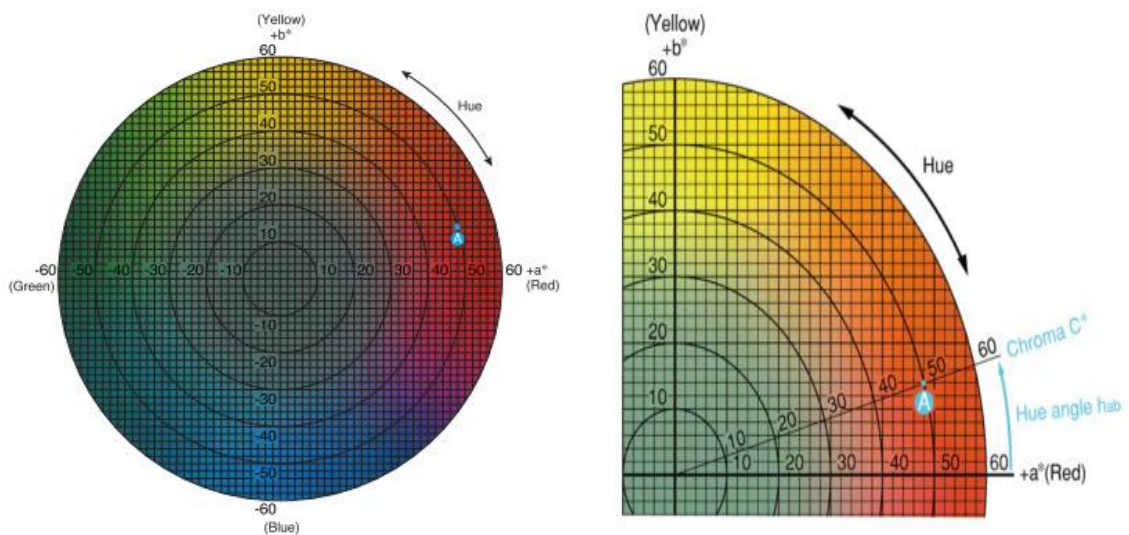 (Yellow)
+b*
60
50
40
30
20
10
Hue
A
-60 -50 -40 -30 -20 -10 10 20 30 40 50 60 +a*
(Green) (Red)
-10
-20
-30
-40
-50
-60
(Blue)
(Yellow)
+b*
60
50
40
30
20
10
Hue
Chroma C*
60
50
40
30
20
10
A
Hue angle hab
10 20 30 40 50 60
+a*(Red)